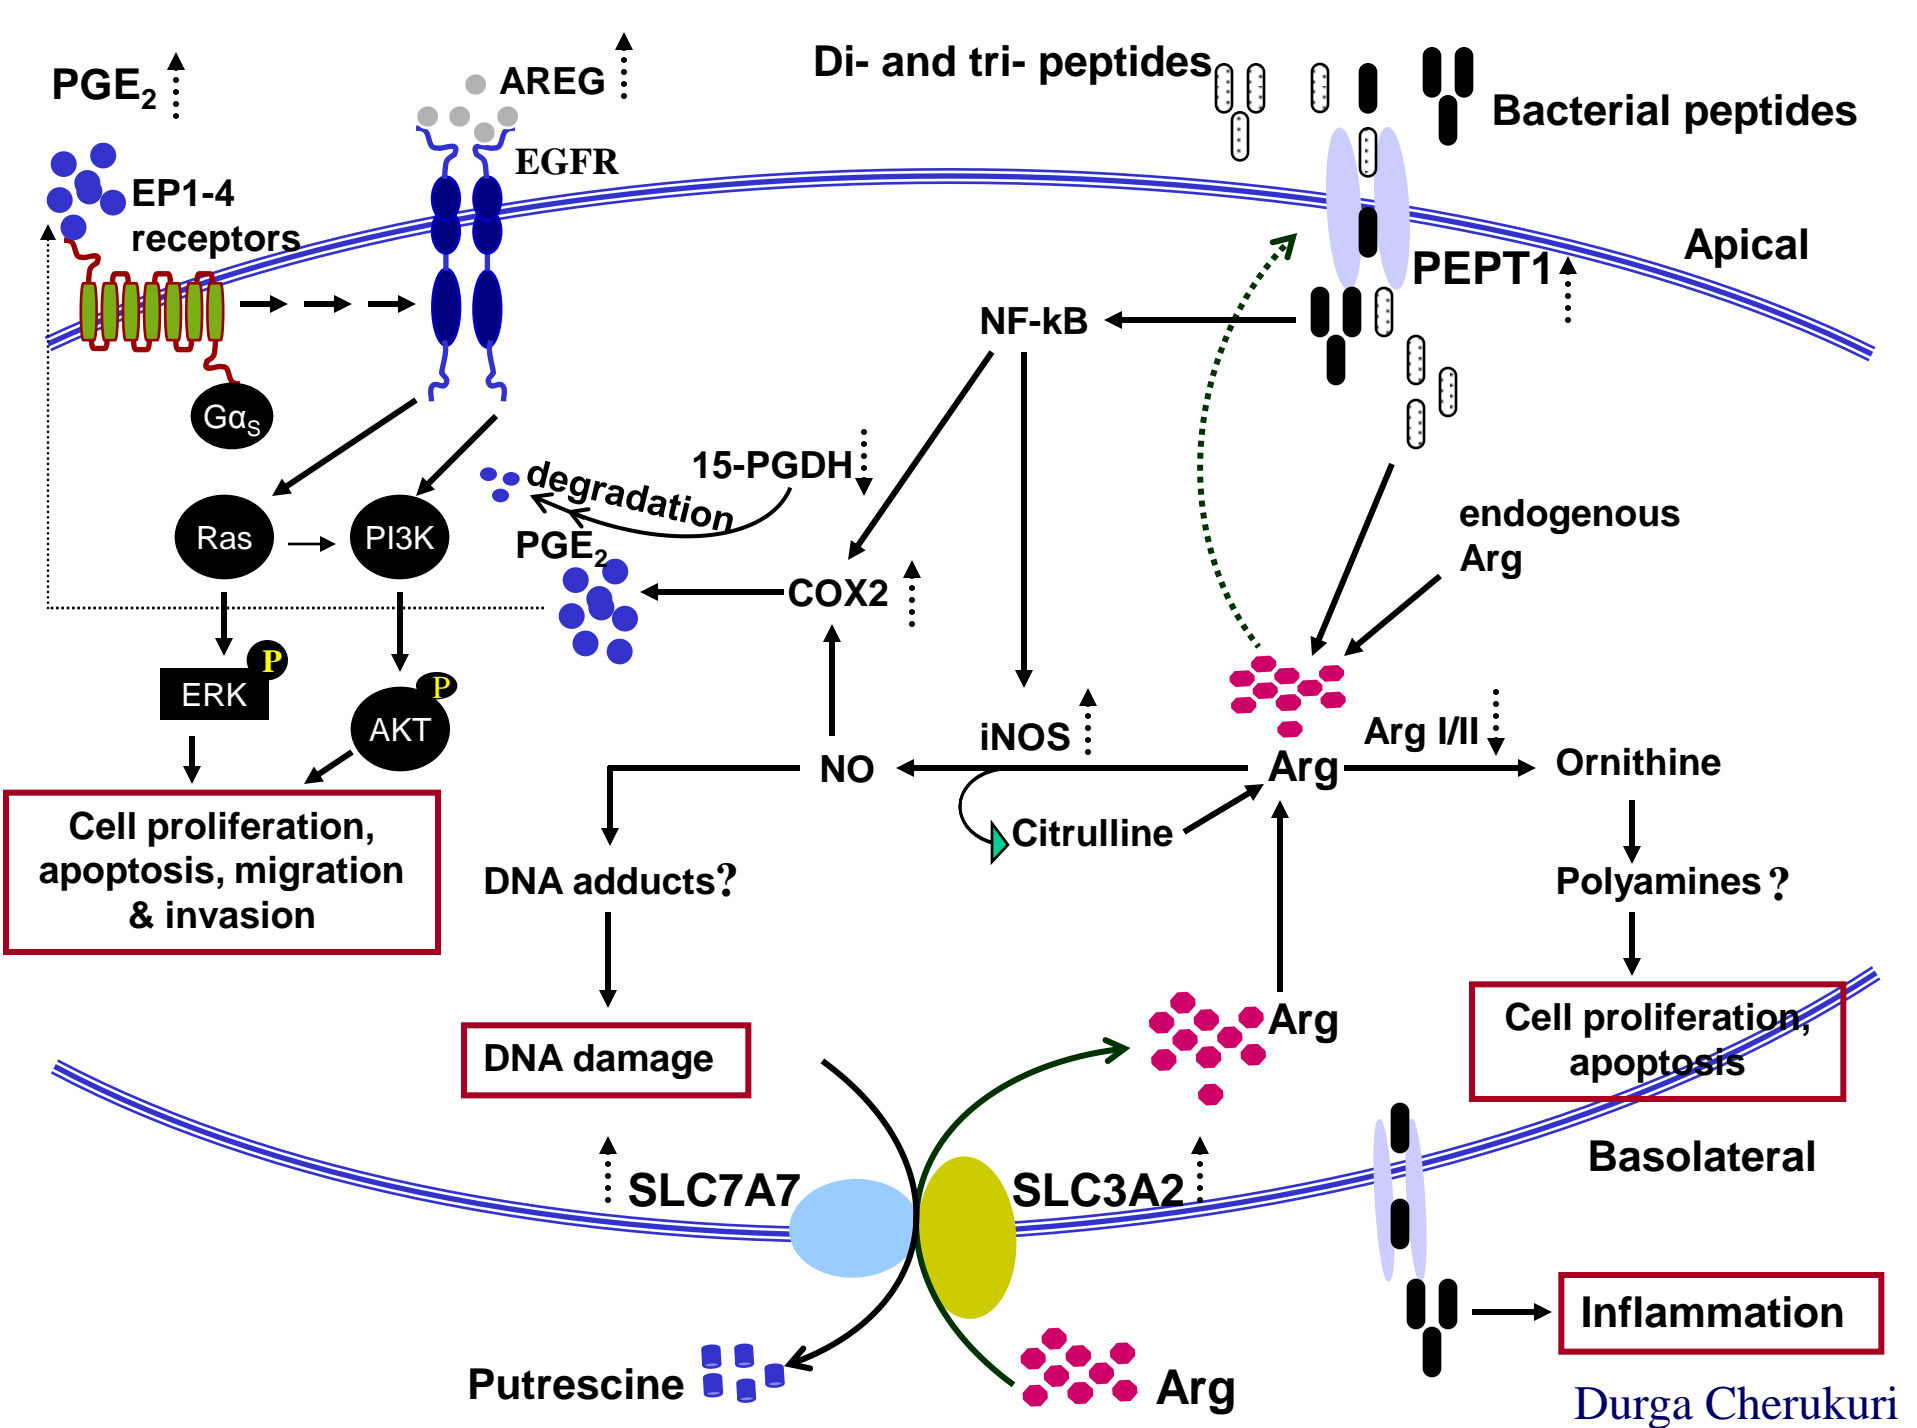 PGE2
AREG
Di- and tri- peptides
Bacterial peptides
EGFR
EP1-4
receptors
Apical
PEPT1
NF-kB
GαS
15-PGDH
degradation
endogenous
Arg
Ras
PI3K
PGE2
COX2
P
ERK
P
AKT
iNOS
Arg I/II
NO
Arg
Ornithine
Cell proliferation,
apoptosis, migration
& invasion
Citrulline
DNA adducts?
Polyamines ?
DNA damage
Arg
Cell proliferation,
apoptosis
Basolateral
SLC7A7
SLC3A2
Inflammation
Putrescine
Arg
Durga Cherukuri